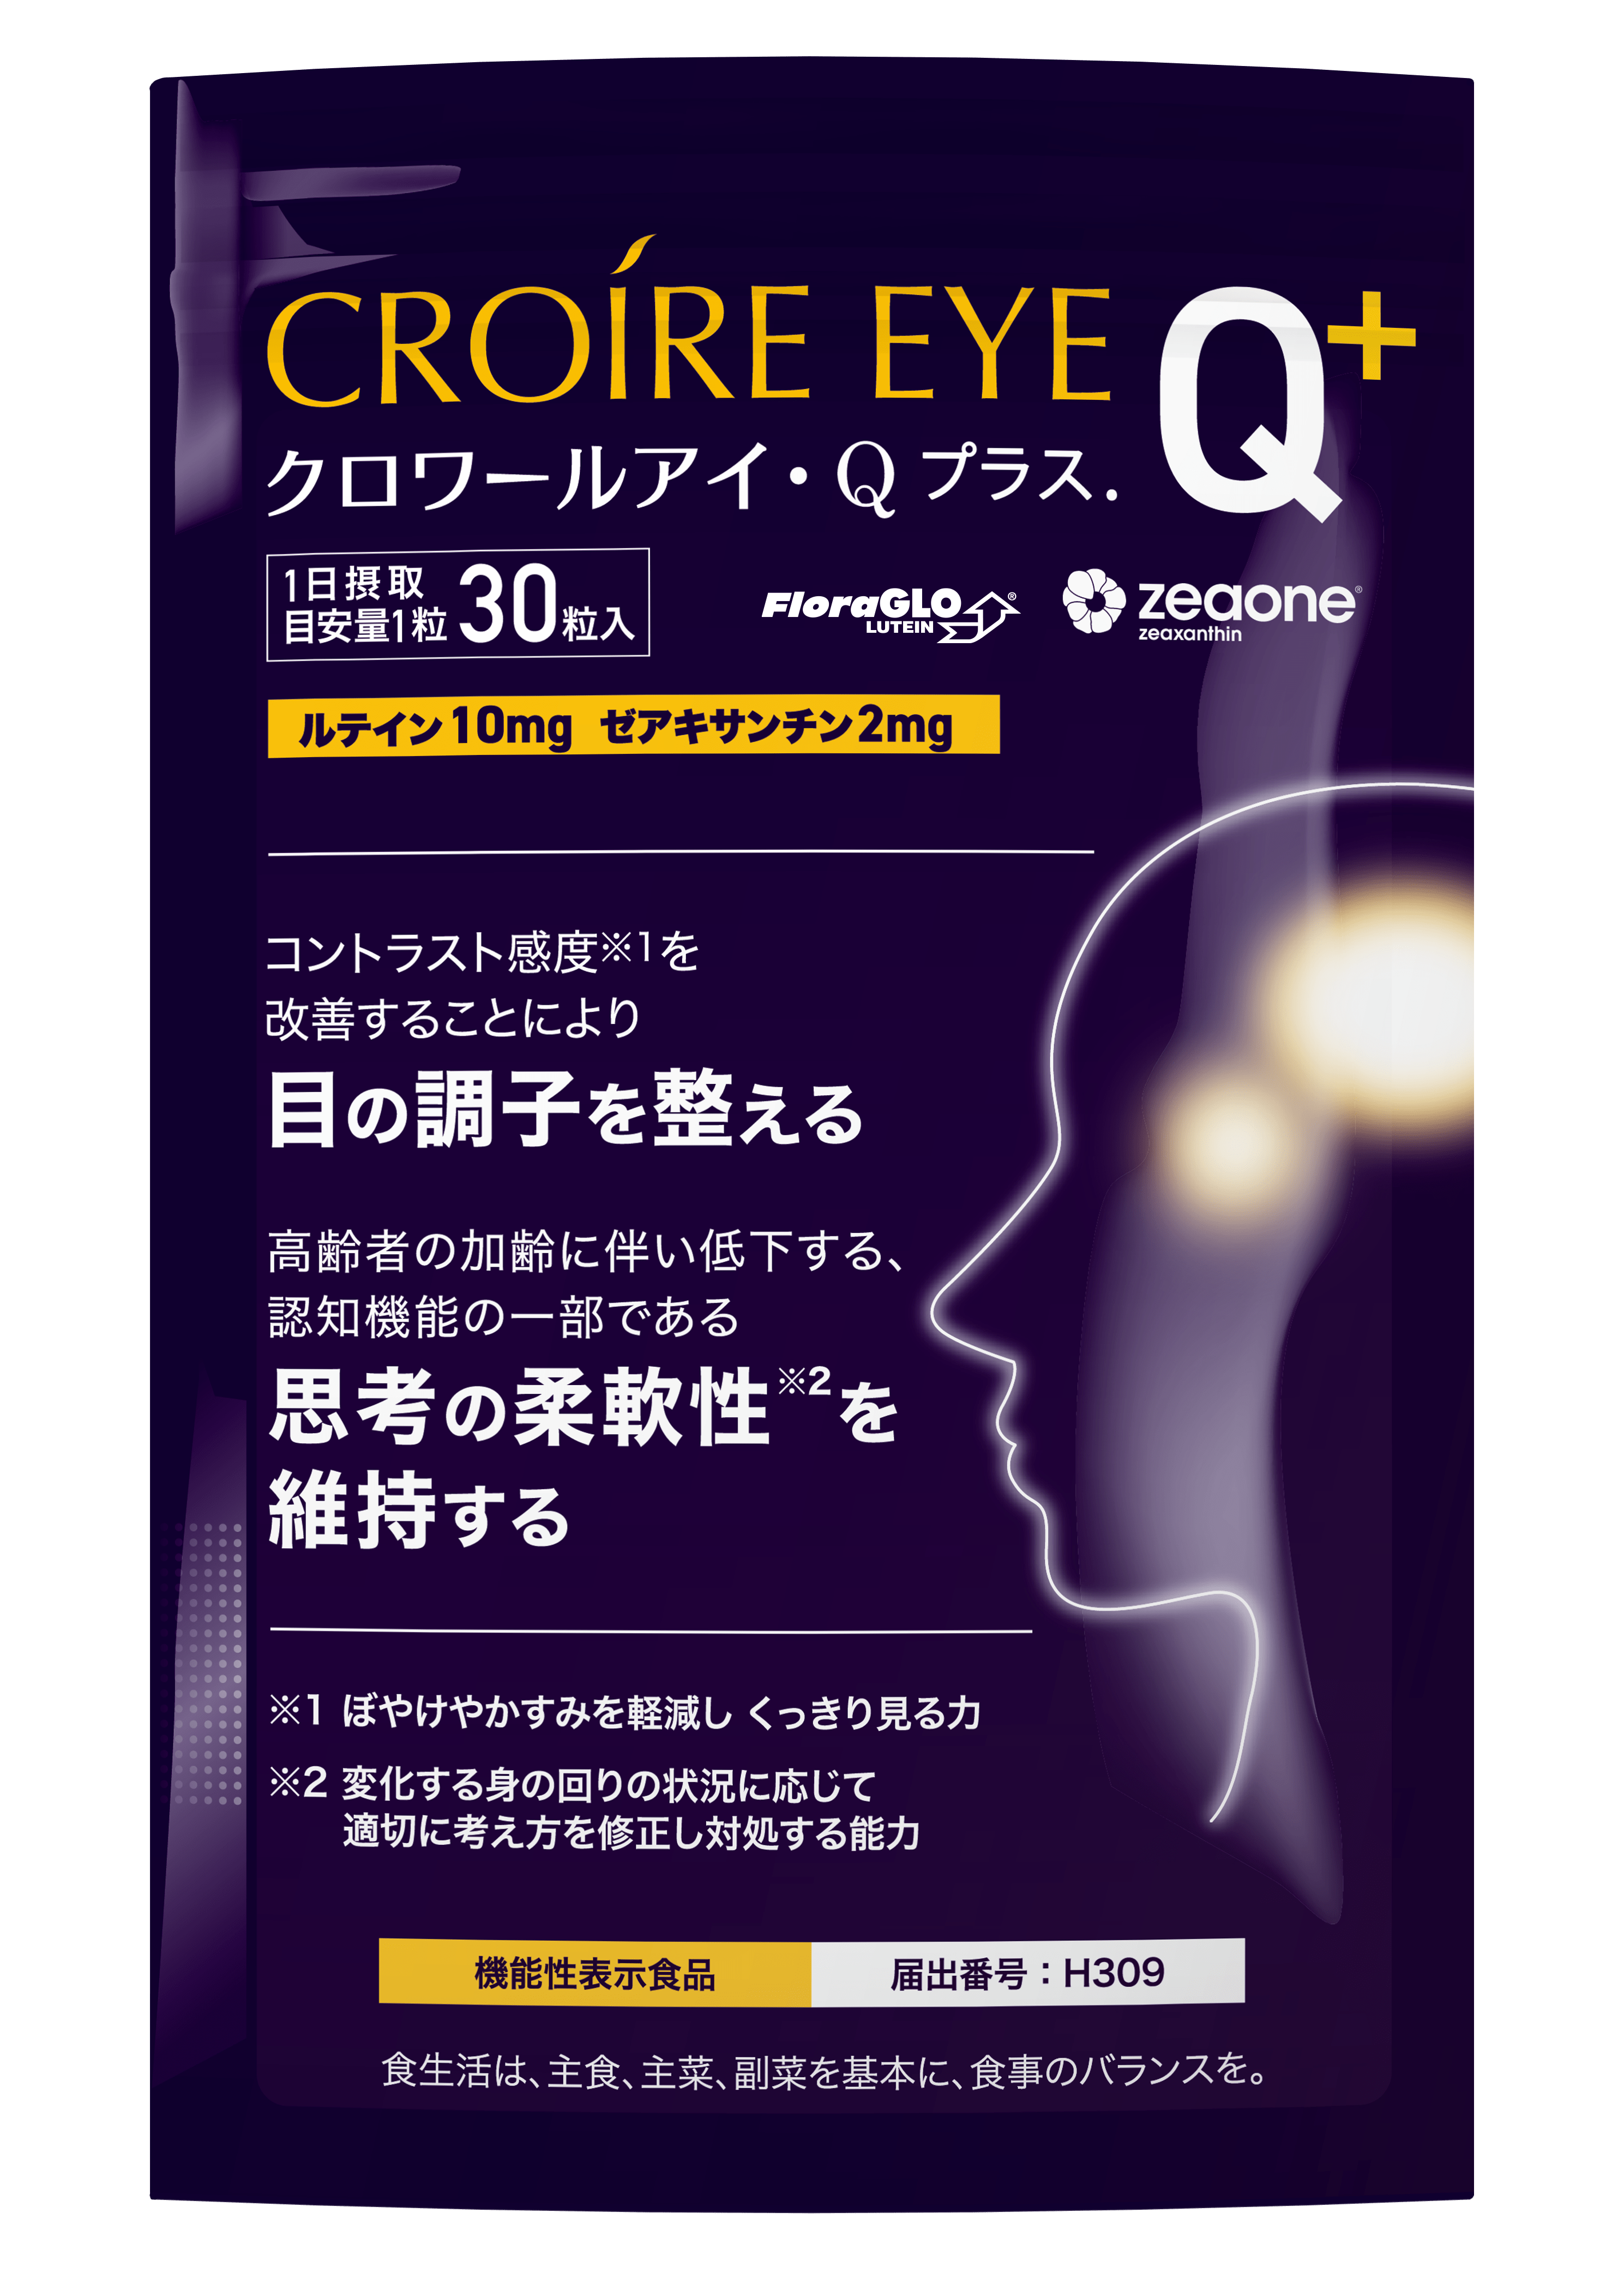 CROÍRE EYE Q+
クロワールアイ・Q プラス.
1日摂取
目安量1粒 30粒入
FloraGLO®
LUTEIN
zeaone®
zeaxanthin
ルテイン10mg ゼアキサンチン2mg
コントラスト感度※1を
改善することにより
目の調子を整える
高齢者の加齢に伴い低下する、
認知機能の一部である
思考の柔軟性※2を
維持する
※1 ぼやけやかすみを軽減し くっきり見る力
※2 変化する身の回りの状況に応じて
適切に考え方を修正し対処する能力
機能性表示食品 届出番号：H309
食生活は、主食、主菜、副菜を基本に、食事のバランスを。